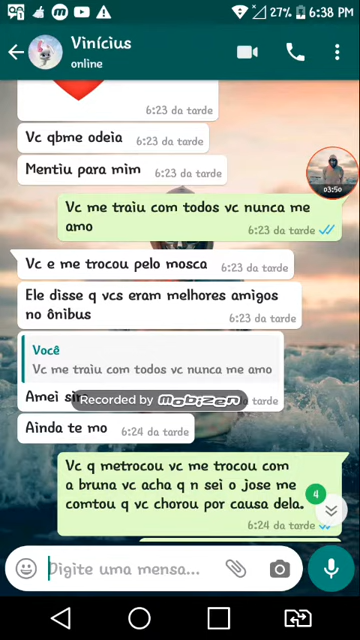 27% 6:38 PM
Vinícius
online
6:23 da tarde
Vc qbme odeia 6:23 da tarde
Mentiu para mim 6:23 da tarde
03:50
Vc me traiu com todos vc nunca me
amo
6:23 da tarde
Vc e me trocou pelo mosca 6:23 da tarde
Ele disse q vcs eram melhores amigos
no ônibus
6:23 da tarde
Você
Vc me traiu com todos vc nunca me amo
Amei da tarde
Recorded by mobizen
Ainda te mo 6:24 da tarde
Vc q metrocou vc me trocou com
a bruna vc acha q n sei o jose me
comtou q vc chorou por causa dela.
6:24 da tarde
4
Digite uma mensa...